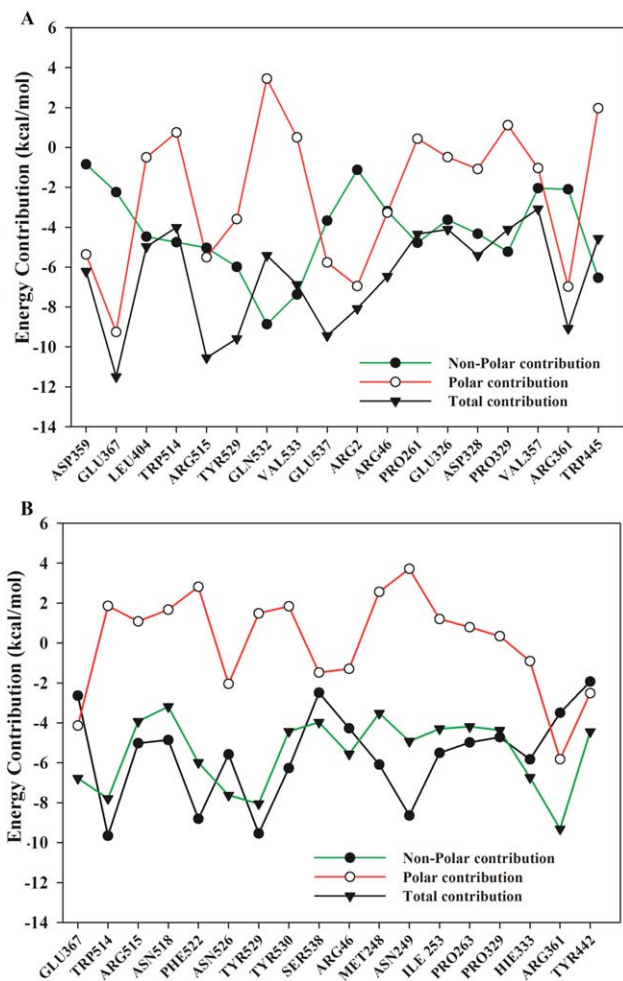 A
6
4
2
0
-2
-4
-6
-8
-10
-12
-14
Energy Contribution (kcal/mol)
Non-Polar contribution
Polar contribution
Total contribution
ASP359
GLU367
LEU404
TRP514
ARG515
TYR529
GLN532
VAL533
GLU537
ARG2
ARG46
PRO261
GLU326
ASP328
PRO329
VAL357
ARG361
TRP445
B
6
4
2
0
-2
-4
-6
-8
-10
-12
-14
Energy Contribution (kcal/mol)
Non-Polar contribution
Polar contribution
Total contribution
GLU367
TRP514
ARG515
ASN518
PHE522
ASN526
TYR529
TYR530
SER538
ARG46
MET248
ASN249
ILE 253
PRO263
PRO329
HIE333
ARG361
TYR442